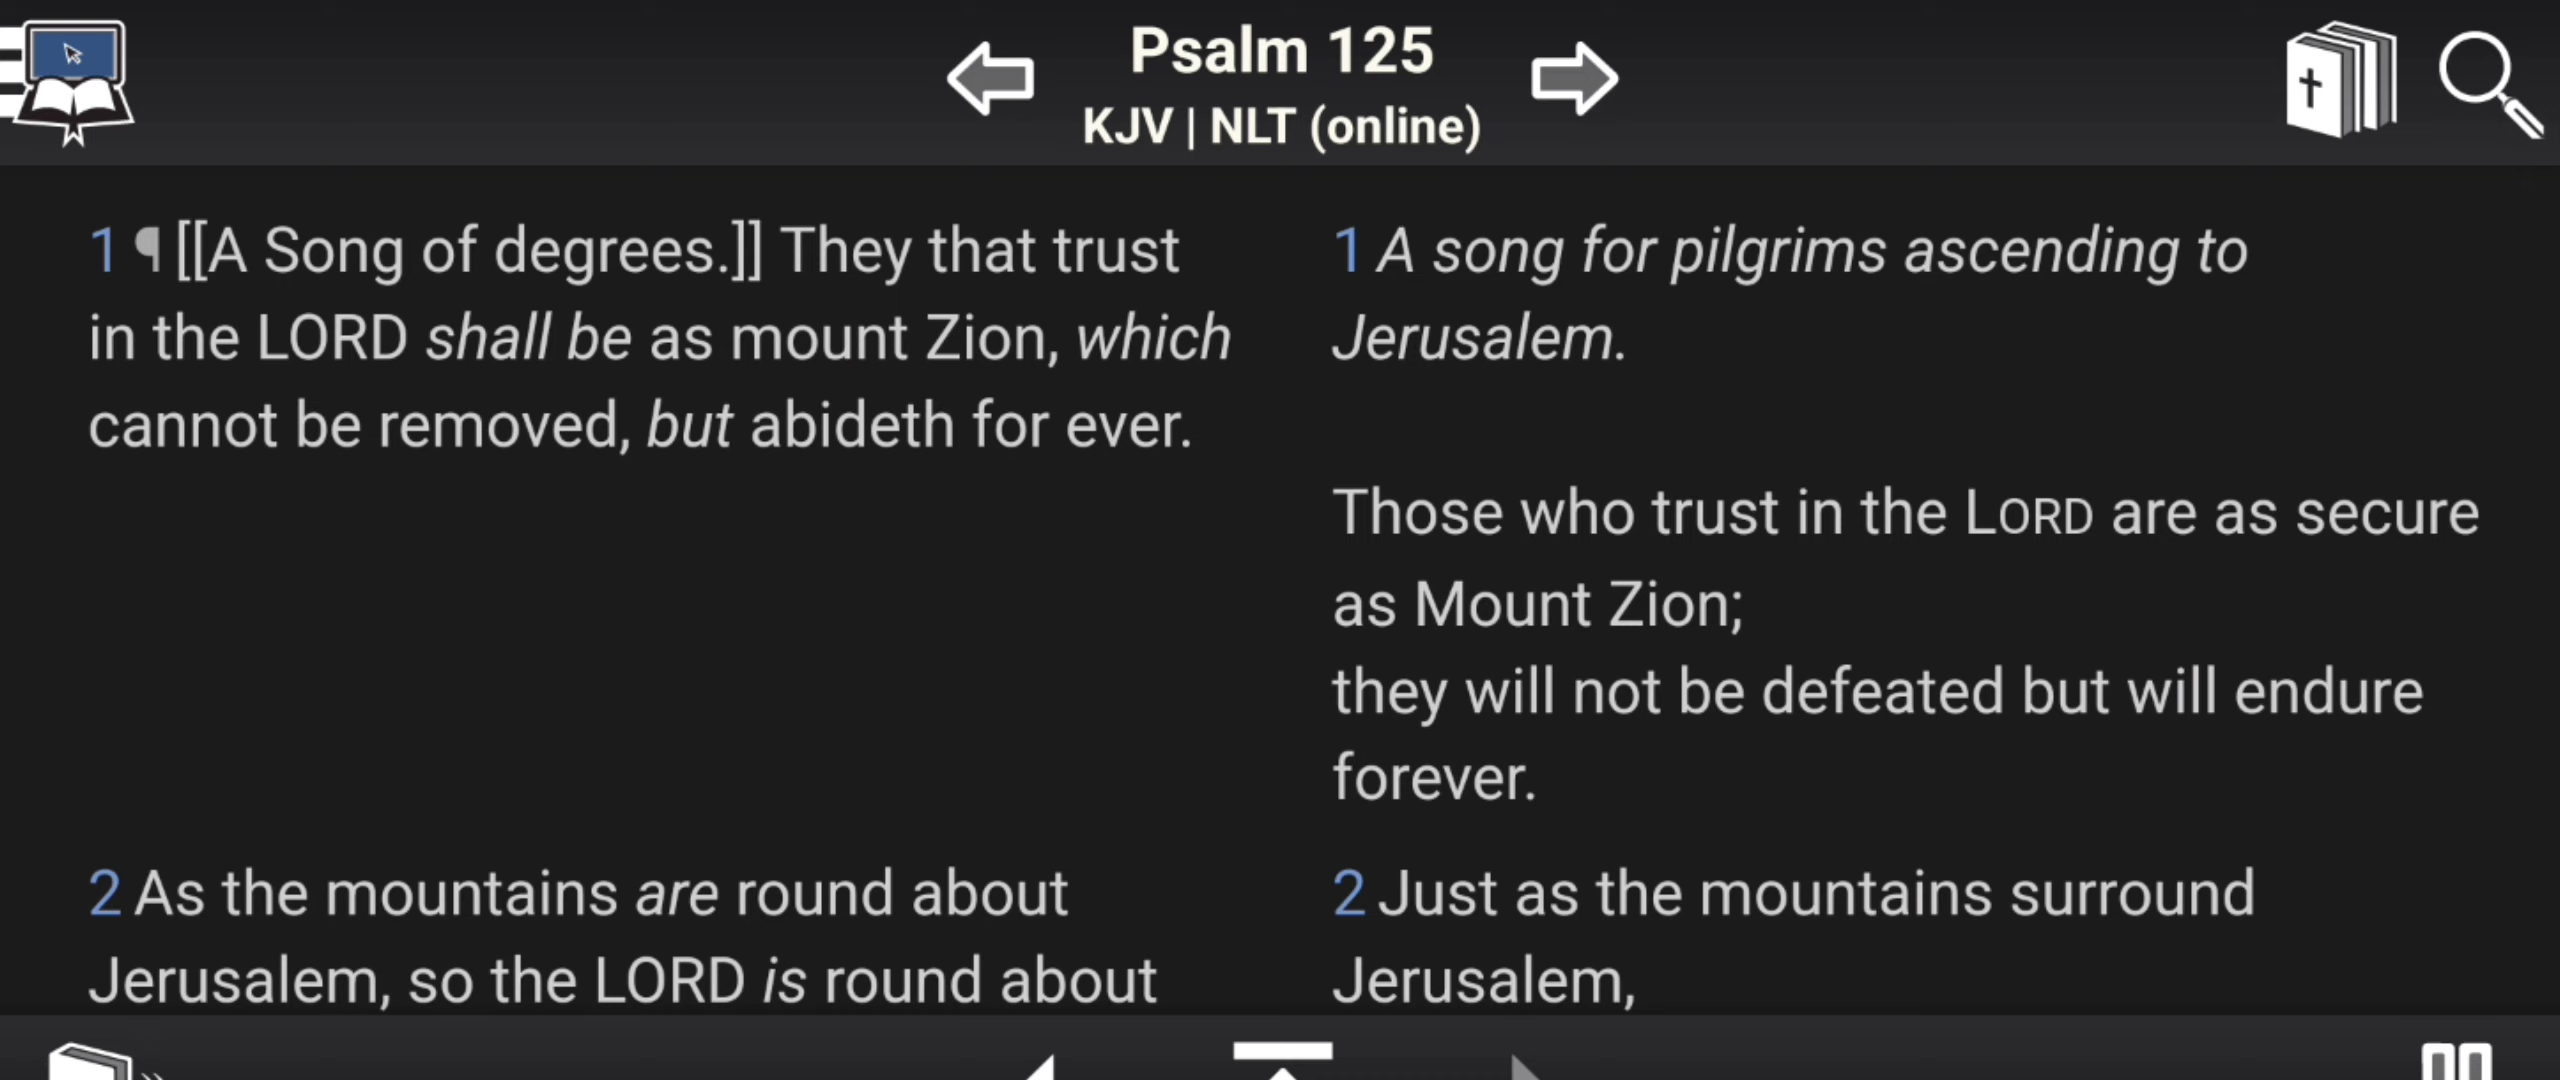 Psalm 125
KJV | NLT (online)
1 ¶ [[A Song of degrees.]] They that trust
in the LORD shall be as mount Zion, which
cannot be removed, but abideth for ever.
2 As the mountains are round about
Jerusalem, so the LORD is round about
1 A song for pilgrims ascending to
Jerusalem.
Those who trust in the LORD are as secure
as Mount Zion;
they will not be defeated but will endure
forever.
2 Just as the mountains surround
Jerusalem,